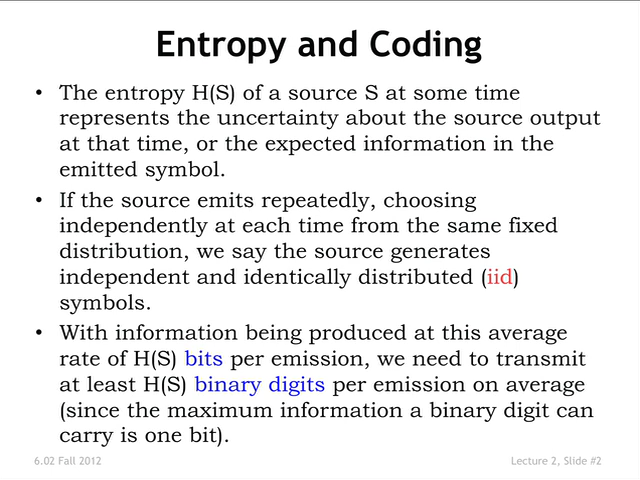 Entropy and Coding
• The entropy H(S) of a source S at some time
represents the uncertainty about the source output
at that time, or the expected information in the
emitted symbol.
• If the source emits repeatedly, choosing
independently at each time from the same fixed
distribution, we say the source generates
independent and identically distributed (iid)
symbols.
• With information being produced at this average
rate of H(S) bits per emission, we need to transmit
at least H(S) binary digits per emission on average
(since the maximum information a binary digit can
carry is one bit).
6.02 Fall 2012
Lecture 2, Slide #2